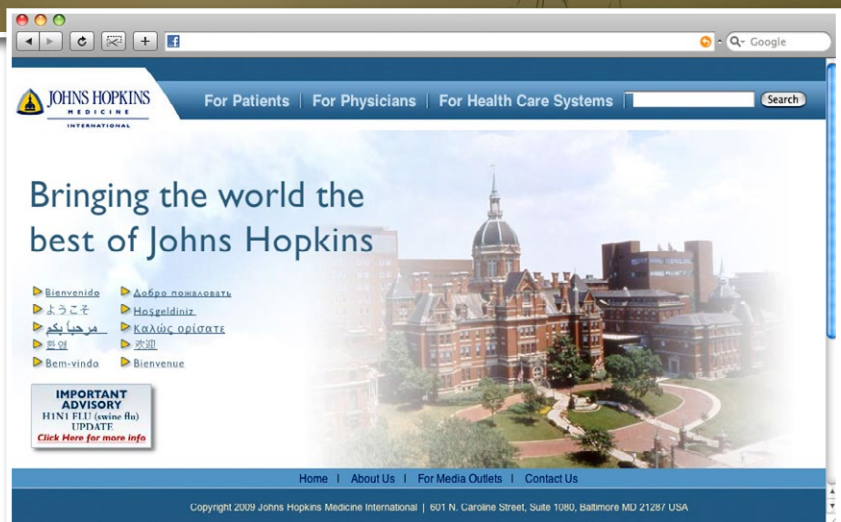 Google
JOHNS HOPKINS
MEDICINE
INTERNATIONAL
For Patients | For Physicians | For Health Care Systems |
Search
Bringing the world the
best of Johns Hopkins
Bienvenido
ようこそ
مرحباً بكم
환영
Bem-vindo
Добро пожаловать
Hoşgeldiniz
Καλώς ορίσατε
欢迎
Bienvenue
IMPORTANT
ADVISORY
H1N1 FLU (swine flu)
UPDATE
Click Here for more info
Home | About Us | For Media Outlets | Contact Us
Copyright 2009 Johns Hopkins Medicine International | 601 N. Caroline Street, Suite 1080, Baltimore MD 21287 USA